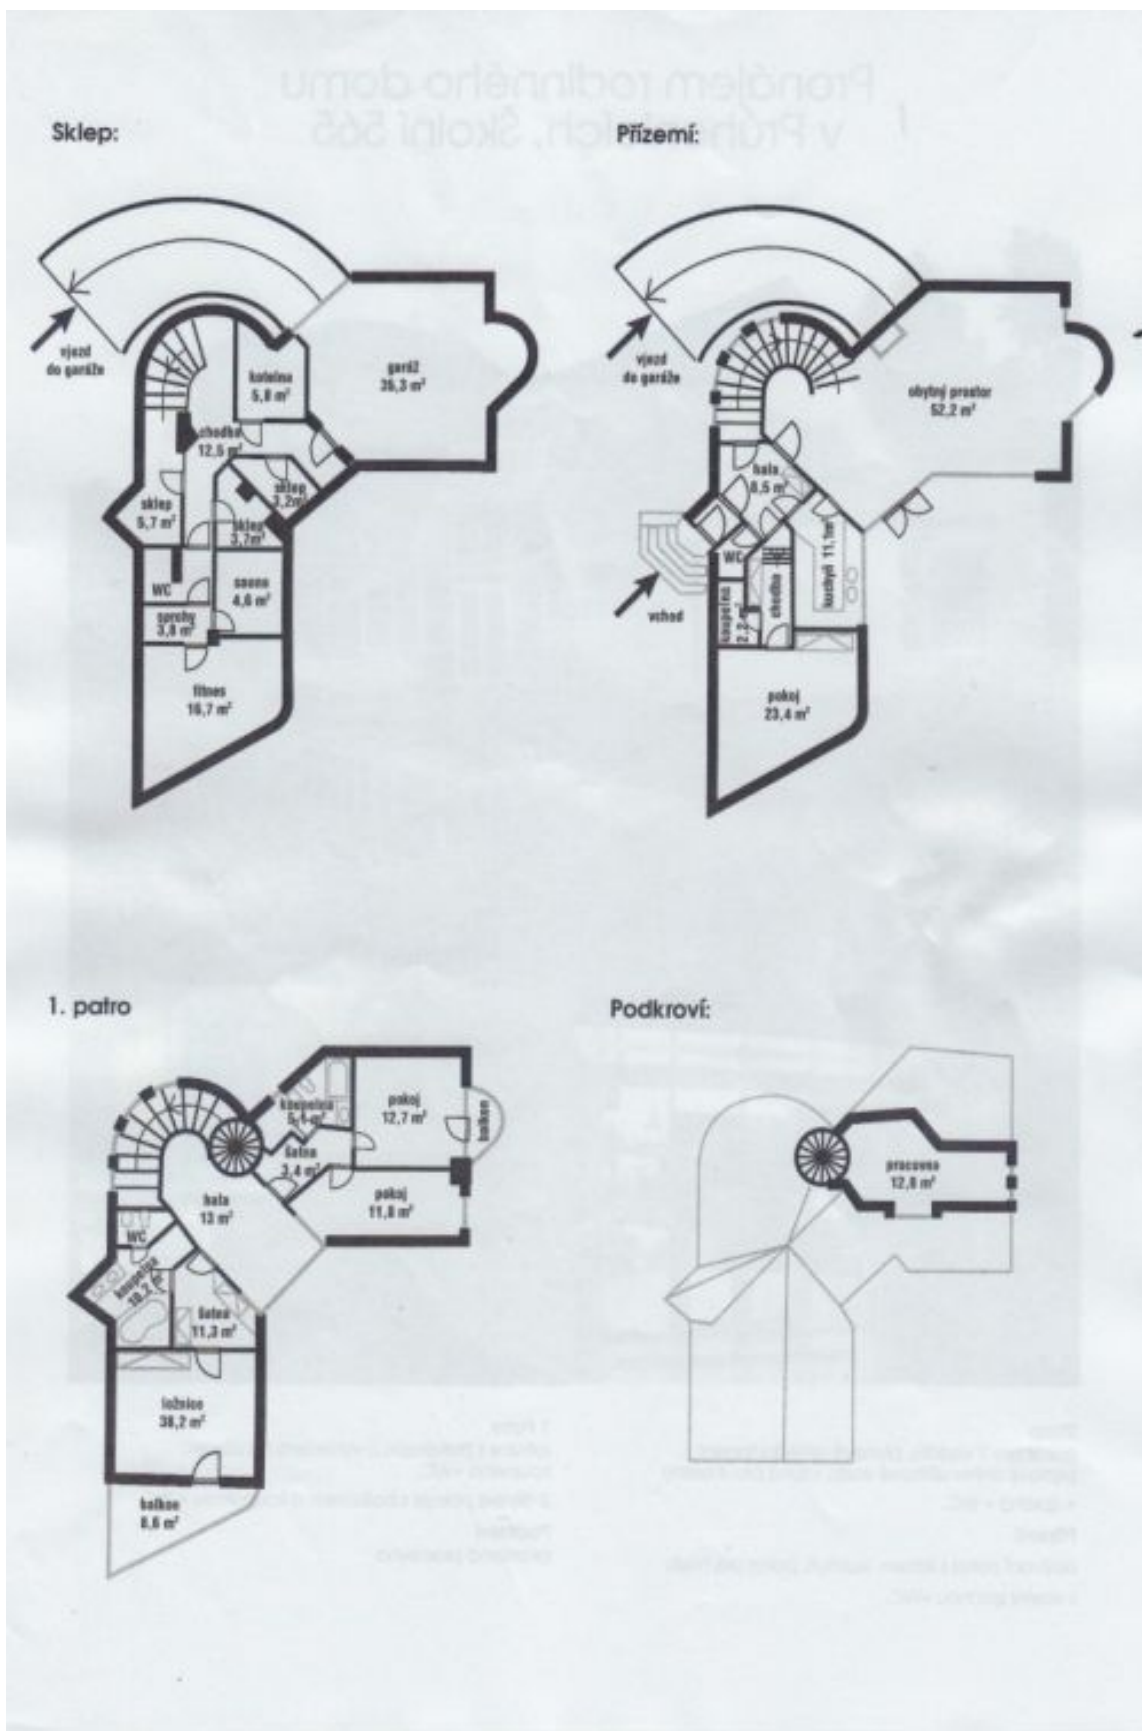 Sklep:
vjezd
do garáže
kotelna
5,8 m²
garáž
35,3 m²
chodba
12,5 m²
sklep
3,2m²
sklep
5,7 m²
sklep
3,7m²
WC
sauna
4,6 m²
sprchy
3,8 m²
fitnes
16,7 m²
Přízemí:
vjezd
do garáže
obytný prostor
52,2 m²
hala
8,5 m²
WC
kuchyň 11,1m²
chodba
koupelna
2,2 m²
vchod
pokoj
23,4 m²
1. patro
koupelna
5,1 m²
pokoj
12,7 m²
balkon
šatna
3,4 m²
pokoj
11,8 m²
hala
13 m²
WC
koupelna
10,2 m²
šatna
11,3 m²
ložnice
38,2 m²
balkon
8,6 m²
Podkroví:
pracovna
12,8 m²
Pronájem rodinného domu
v Průhonicích, Školní 565